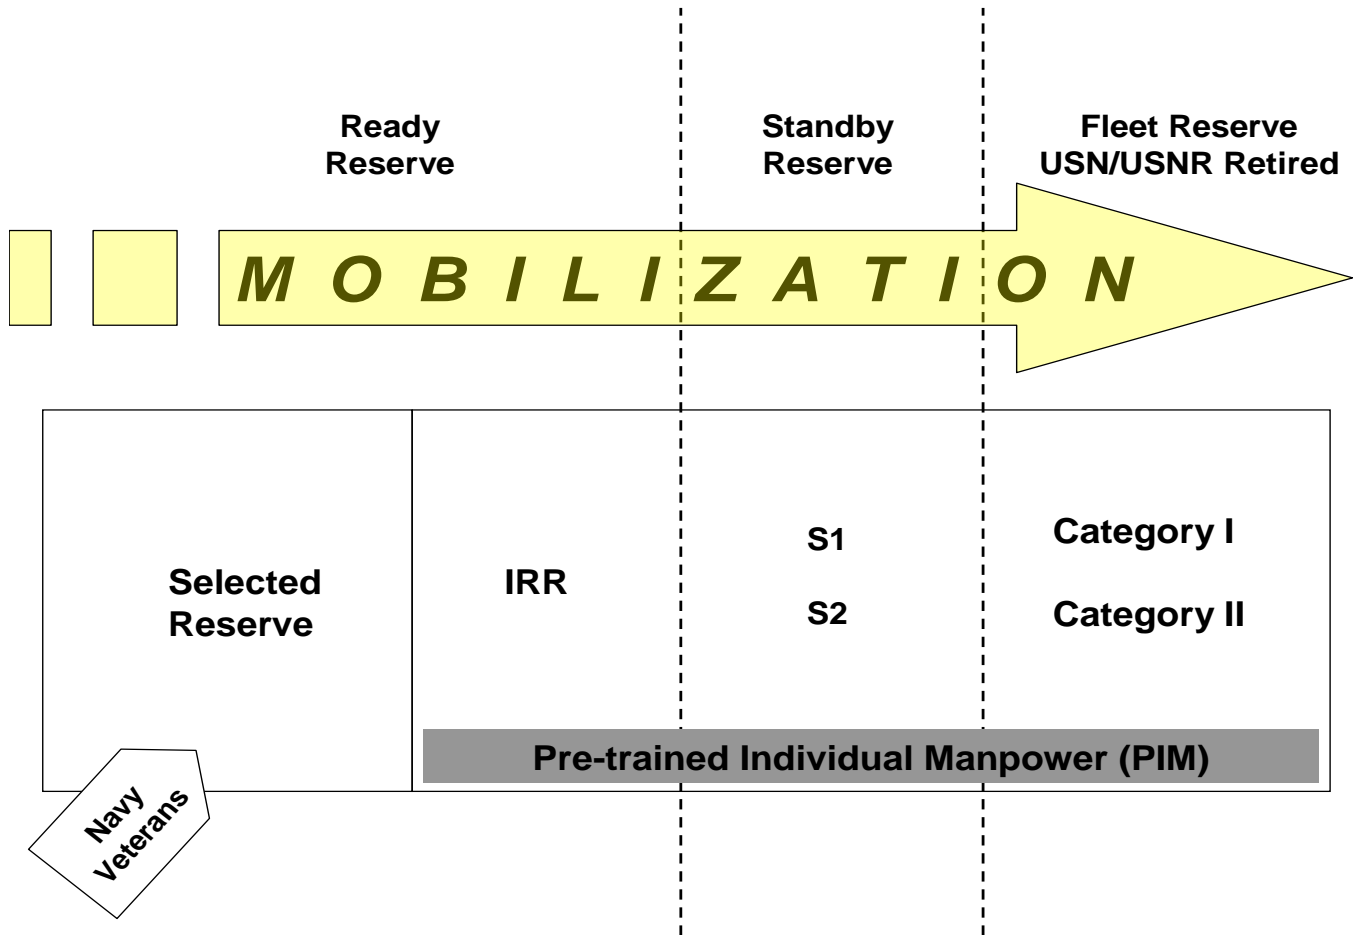 Ready
Reserve
Standby
Reserve
Fleet Reserve
USN/USNR Retired
M O B I L I Z A T I O N
Selected
Reserve
IRR
S1
S2
Category I
Category II
Pre-trained Individual Manpower (PIM)
Navy
Veterans